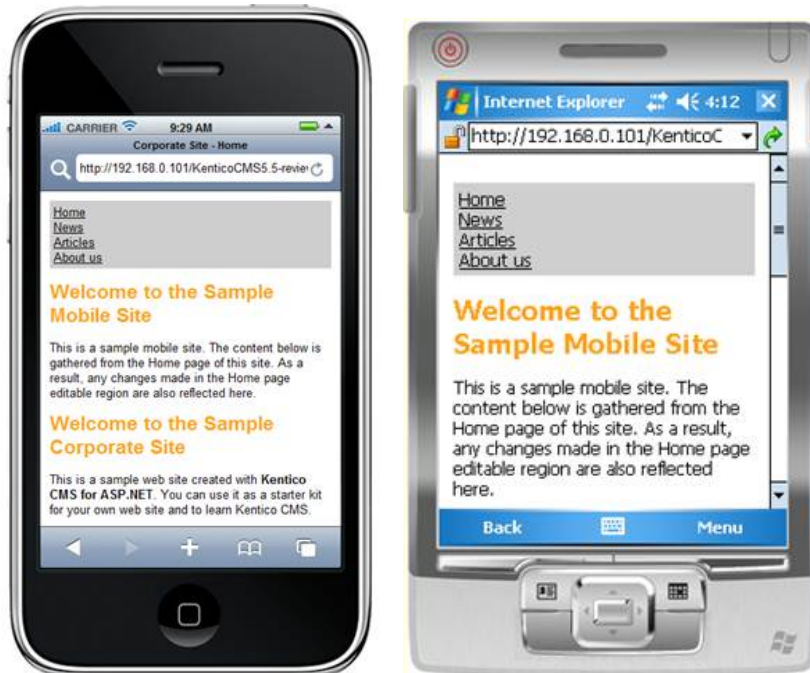 CARRIER 9:29 AM
Corporate Site - Home
http://192.168.0.101/KenticoCMS5.5-review
Home
News
Articles
About us
Welcome to the Sample
Mobile Site
This is a sample mobile site. The content below is
gathered from the Home page of this site. As a
result, any changes made in the Home page
editable region are also reflected here.
Welcome to the Sample
Corporate Site
This is a sample web site created with Kentico
CMS for ASP.NET. You can use it as a starter kit
for your own web site and to learn Kentico CMS.
Internet Explorer 4:12
http://192.168.0.101/KenticoC
Home
News
Articles
About us
Welcome to the
Sample Mobile Site
This is a sample mobile site. The
content below is gathered from the
Home page of this site. As a result,
any changes made in the Home page
editable region are also reflected
here.
Back Menu